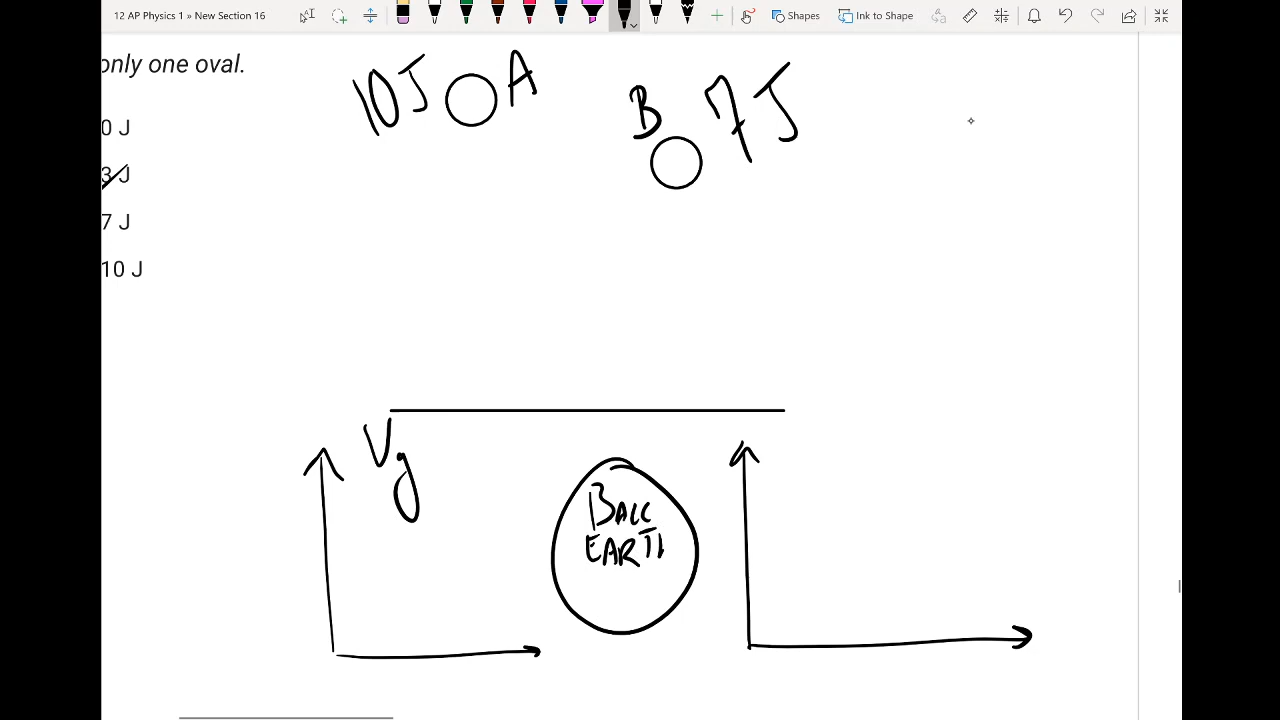 12 AP Physics 1 » New Section 16
Shapes
Ink to Shape
only one oval.
10J A
B 7J
0 J
3 J
7 J
10 J
Ug
BALL
EARTH